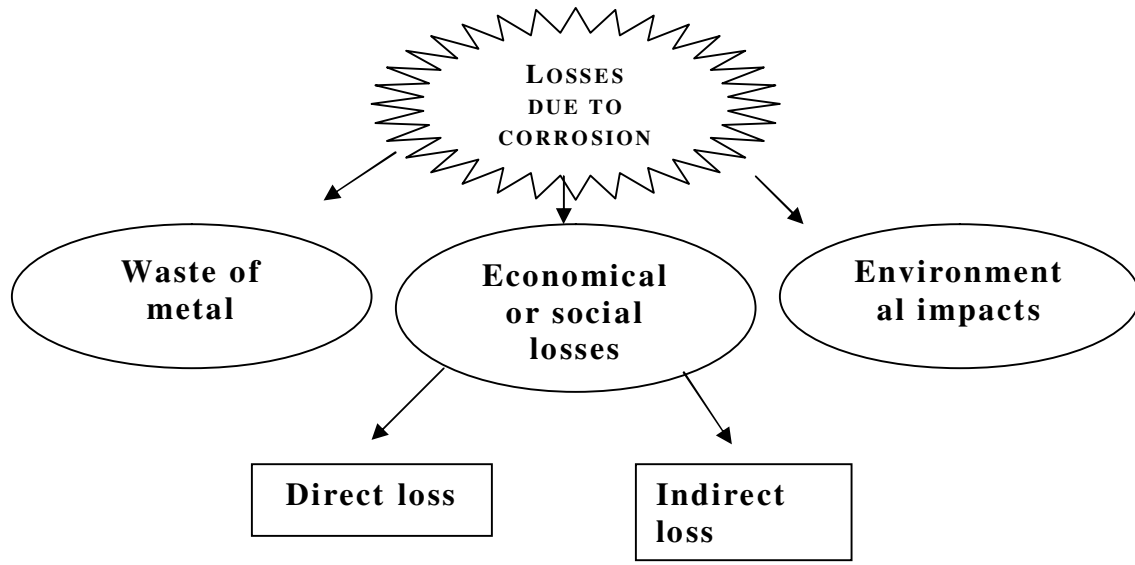 LOSSES
DUE TO
CORROSION
Waste of
metal
Economical
or social
losses
Environment
al impacts
Direct loss
Indirect
loss